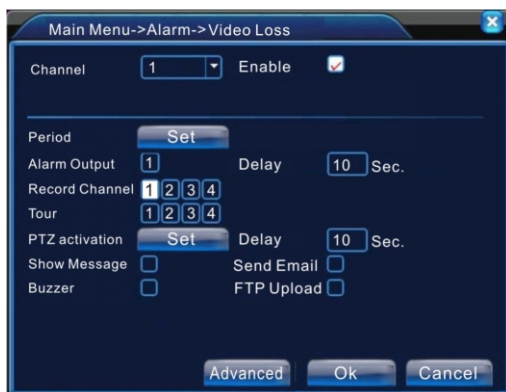 Main Menu->Alarm->Video Loss
Channel 1 Enable
Period Set
Alarm Output 1 Delay 10 Sec.
Record Channel 1 2 3 4
Tour 1 2 3 4
PTZ activation Set Delay 10 Sec.
Show Message Send Email
Buzzer FTP Upload
Advanced Ok Cancel